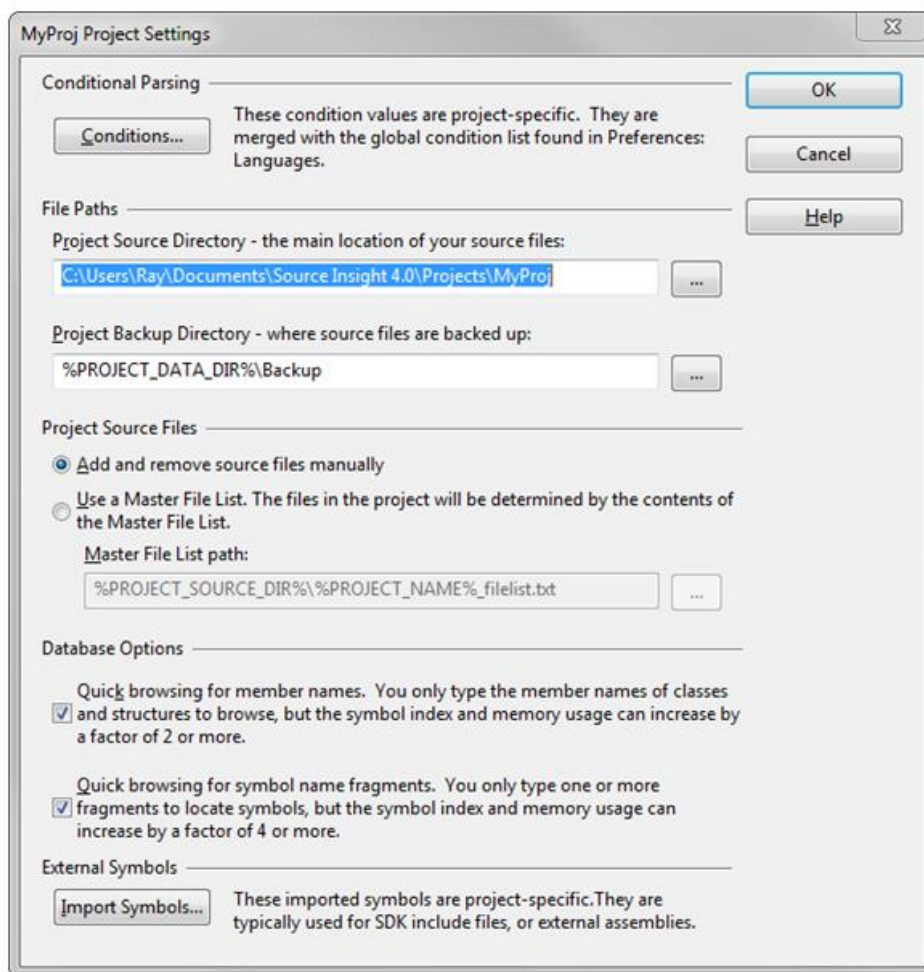 MyProj Project Settings
Conditional Parsing
Conditions...
These condition values are project-specific. They are
merged with the global condition list found in Preferences:
Languages.
OK
Cancel
Help
File Paths
Project Source Directory - the main location of your source files:
C:\Users\Ray\Documents\Source Insight 4.0\Projects\MyProj
...
Project Backup Directory - where source files are backed up:
%PROJECT_DATA_DIR%\Backup
...
Project Source Files
Add and remove source files manually
Use a Master File List. The files in the project will be determined by the contents of
the Master File List.
Master File List path:
%PROJECT_SOURCE_DIR%\%PROJECT_NAME%_filelist.txt
...
Database Options
Quick browsing for member names. You only type the member names of classes
and structures to browse, but the symbol index and memory usage can increase by
a factor of 2 or more.
Quick browsing for symbol name fragments. You only type one or more
fragments to locate symbols, but the symbol index and memory usage can
increase by a factor of 4 or more.
External Symbols
Import Symbols...
These imported symbols are project-specific.They are
typically used for SDK include files, or external assemblies.